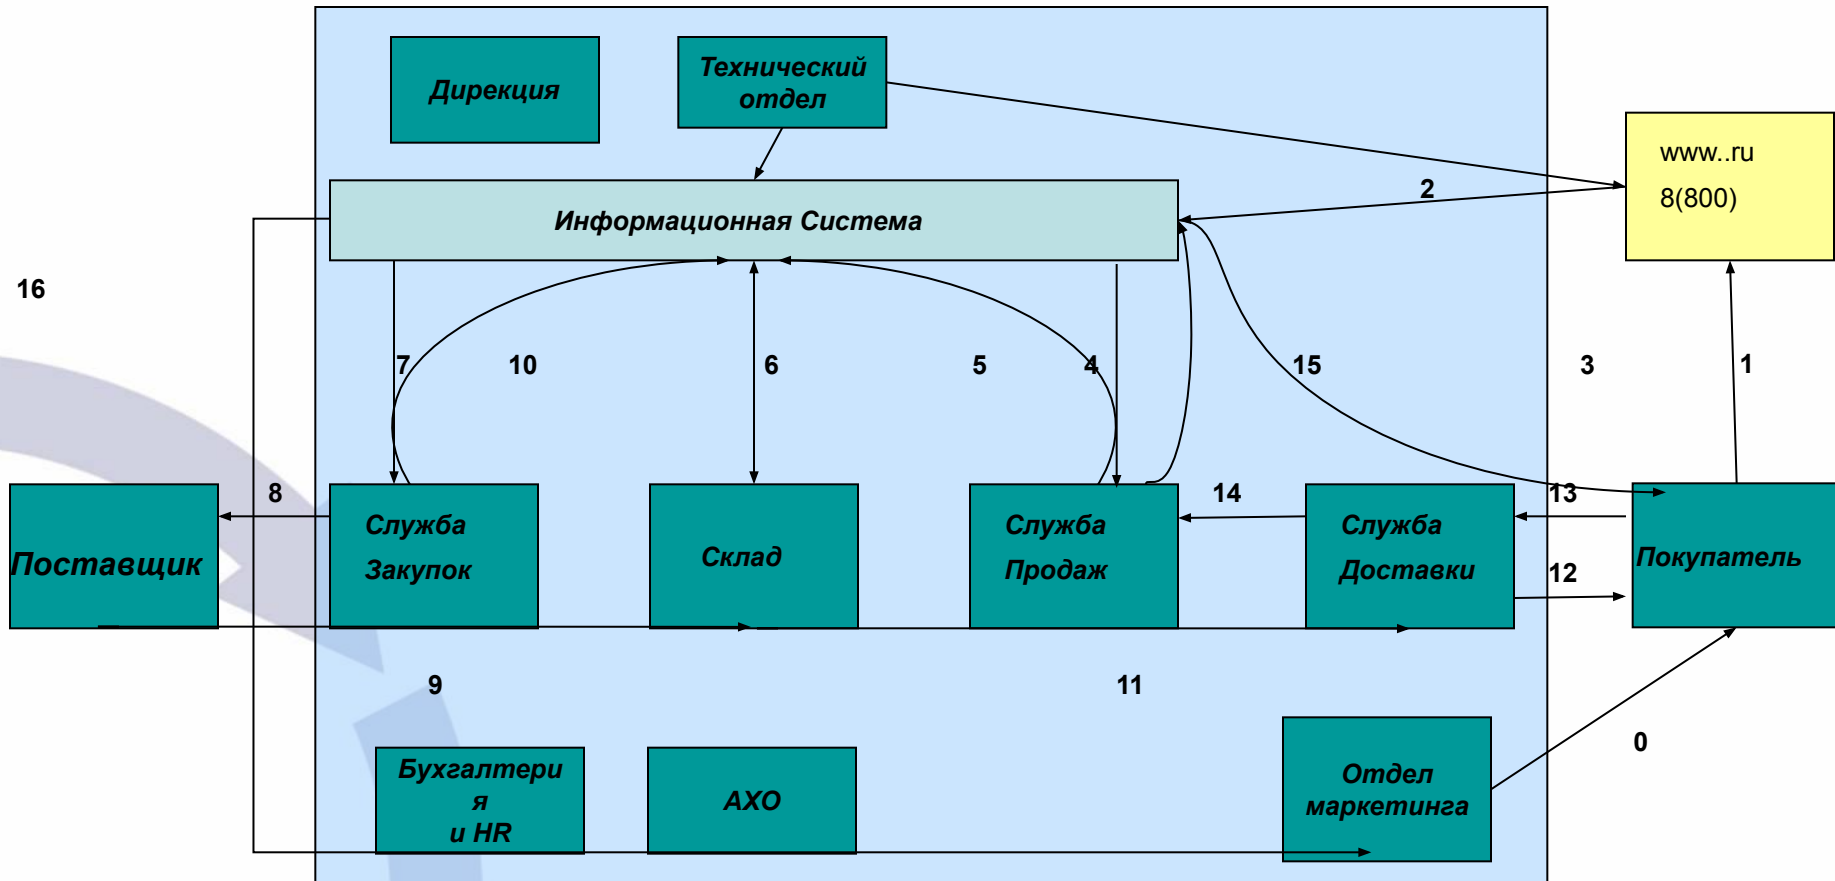 Дирекция
Технический
отдел
www..ru
8(800)
2
Информационная Система
16
7
10
6
5
4
15
3
1
8
14
13
Поставщик
Служба
Закупок
Склад
Служба
Продаж
Служба
Доставки
12
Покупатель
9
11
0
Бухгалтери
я
и HR
АХО
Отдел
маркетинга